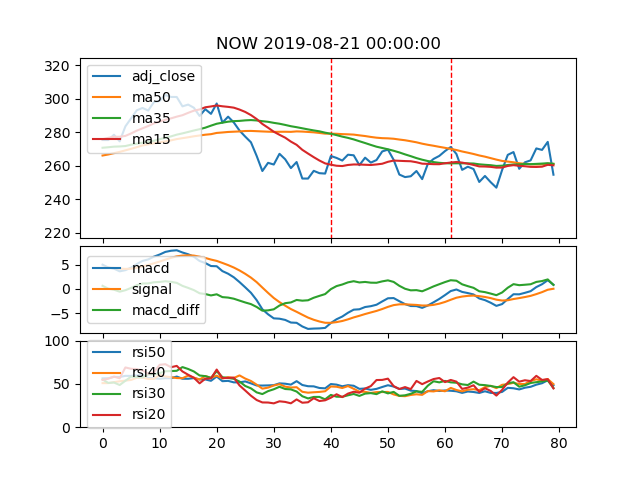 NOW 2019-08-21 00:00:00
320
300
280
260
240
220
adj_close
ma50
ma35
ma15
5
0
−5
macd
signal
macd_diff
100
50
0
rsi50
rsi40
rsi30
rsi20
0 10 20 30 40 50 60 70 80